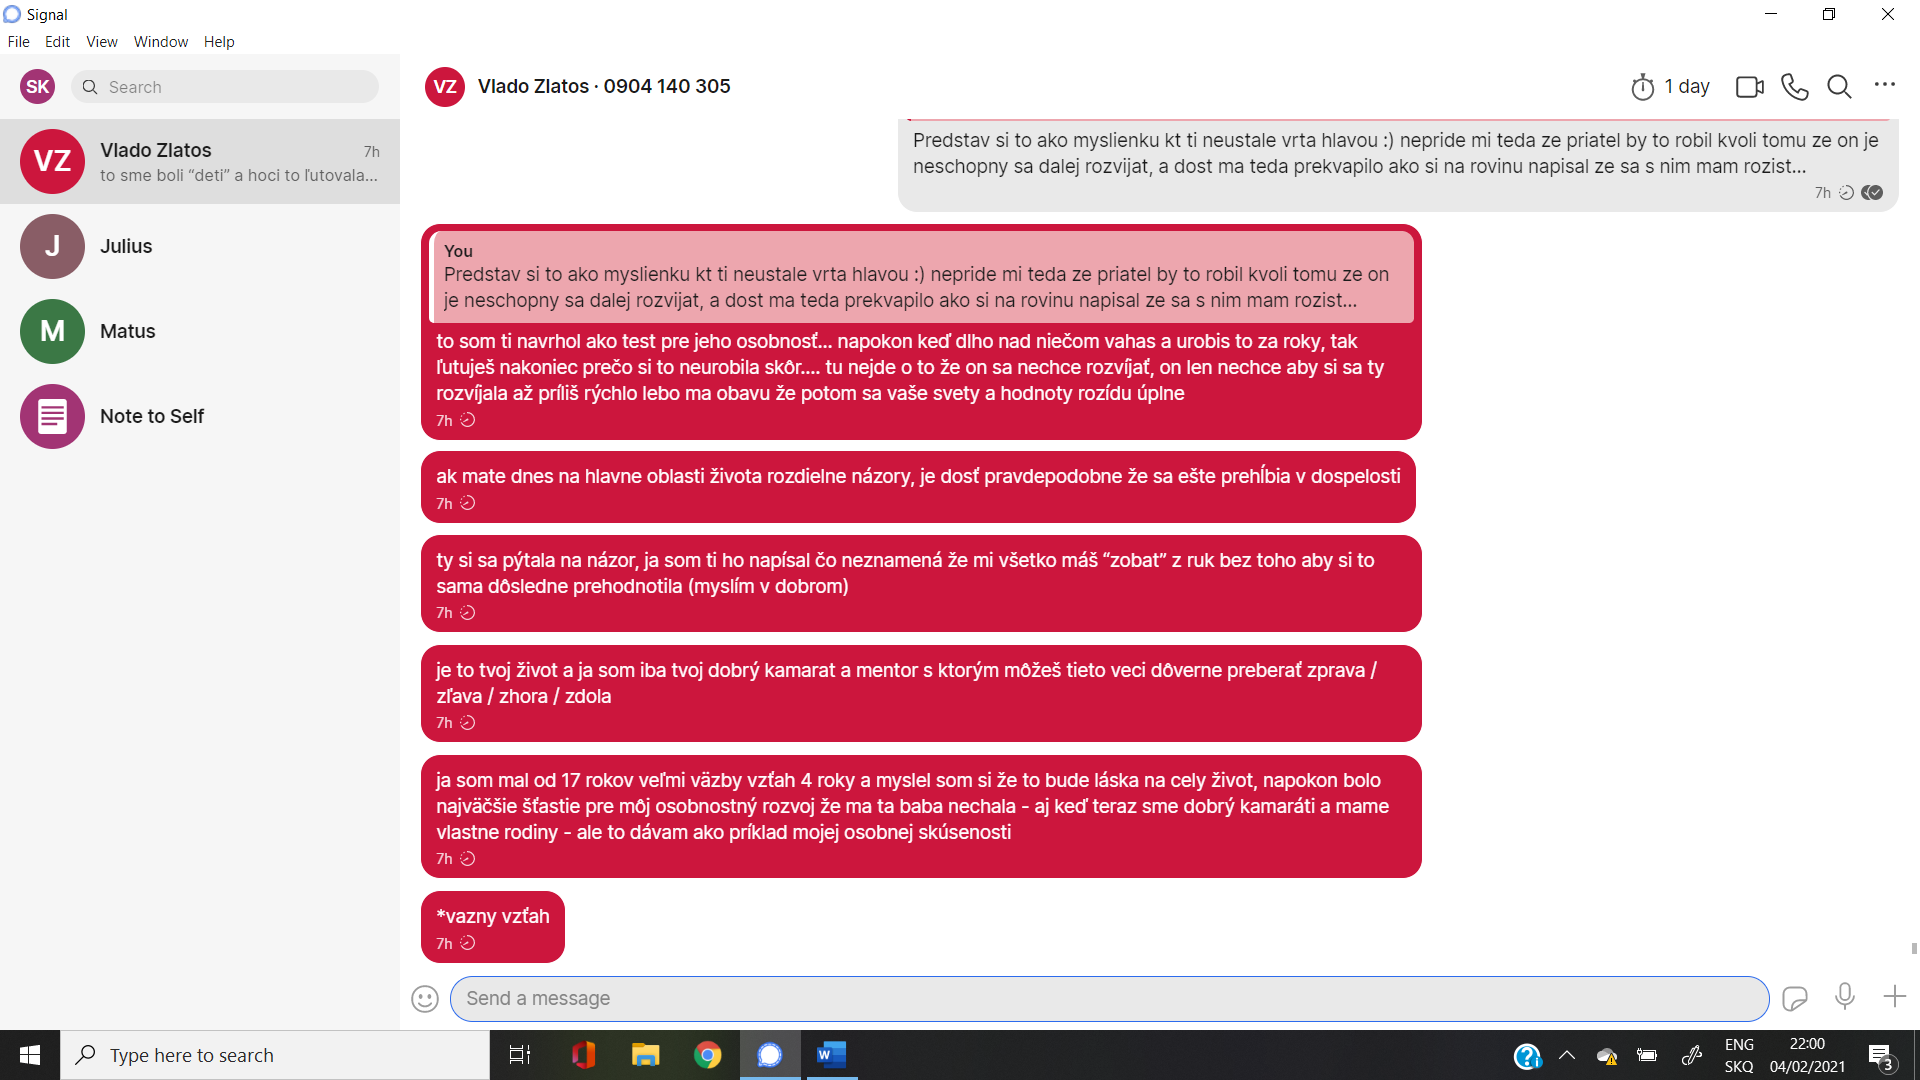 Signal
File Edit View Window Help
SK
Search
VZ
Vlado Zlatos · 0904 140 305
1 day
VZ
Vlado Zlatos
7h
to sme boli “deti” a hoci to ľutovala...
J
Julius
M
Matus
Note to Self
Predstav si to ako myslienku kt ti neustale vrta hlavou :) nepride mi teda ze priatel by to robil kvoli tomu ze on je
neschopny sa dalej rozvijat, a dost ma teda prekvapilo ako si na rovinu napisal ze sa s nim mam rozist...
7h
You
Predstav si to ako myslienku kt ti neustale vrta hlavou :) nepride mi teda ze priatel by to robil kvoli tomu ze on
je neschopny sa dalej rozvijat, a dost ma teda prekvapilo ako si na rovinu napisal ze sa s nim mam rozist...
to som ti navrhol ako test pre jeho osobnosť... napokon keď dlho nad niečom vahas a urobis to za roky, tak
ľutuješ nakoniec prečo si to neurobila skôr.... tu nejde o to že on sa nechce rozvíjať, on len nechce aby si sa ty
rozvíjala až príliš rýchlo lebo ma obavu že potom sa vaše svety a hodnoty rozídu úplne
7h
ak mate dnes na hlavne oblasti života rozdielne názory, je dosť pravdepodobne že sa ešte prehĺbia v dospelosti
7h
ty si sa pýtala na názor, ja som ti ho napísal čo neznamená že mi všetko máš “zobat” z ruk bez toho aby si to
sama dôsledne prehodnotila (myslím v dobrom)
7h
je to tvoj život a ja som iba tvoj dobrý kamarat a mentor s ktorým môžeš tieto veci dôverne preberať zprava /
zľava / zhora / zdola
7h
ja som mal od 17 rokov veľmi väzby vzťah 4 roky a myslel som si že to bude láska na cely život, napokon bolo
najväčšie šťastie pre môj osobnostný rozvoj že ma ta baba nechala - aj keď teraz sme dobrý kamaráti a mame
vlastne rodiny - ale to dávam ako príklad mojej osobnej skúsenosti
7h
*vazny vzťah
7h
Send a message
Type here to search
ENG
SKQ
22:00
04/02/2021
3